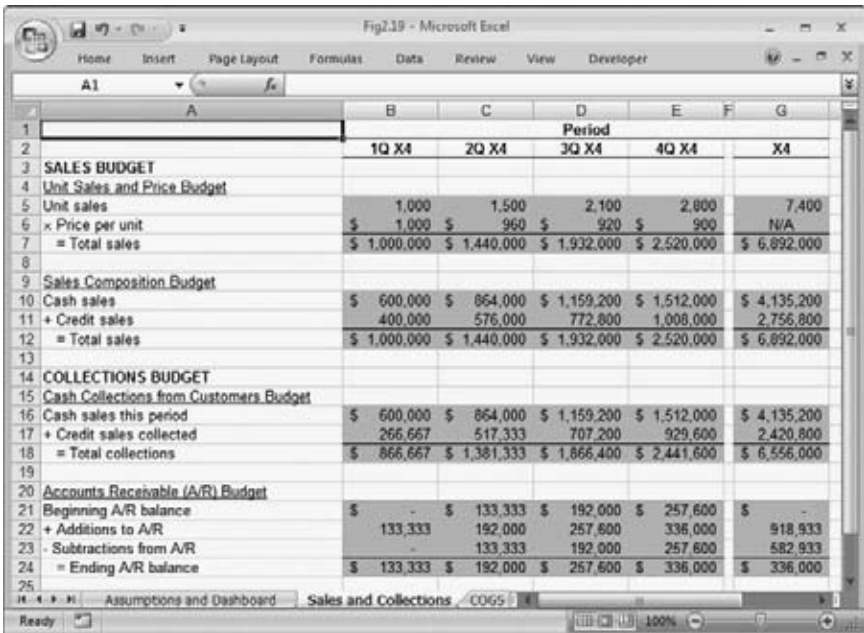 Fig2.19 - Microsoft Excel
Home Insert Page Layout Formulas Data Review View Developer
A1 fx
A B C D E F G
1 Period
2 1Q X4 2Q X4 3Q X4 4Q X4 X4
3 SALES BUDGET
4 Unit Sales and Price Budget
5 Unit sales 1,000 1,500 2,100 2,800 7,400
6 × Price per unit $ 1,000 $ 960 $ 920 $ 900 N/A
7 = Total sales $ 1,000,000 $ 1,440,000 $ 1,932,000 $ 2,520,000 $ 6,892,000
8
9 Sales Composition Budget
10 Cash sales $ 600,000 $ 864,000 $ 1,159,200 $ 1,512,000 $ 4,135,200
11 + Credit sales 400,000 576,000 772,800 1,008,000 2,756,800
12 = Total sales $ 1,000,000 $ 1,440,000 $ 1,932,000 $ 2,520,000 $ 6,892,000
13
14 COLLECTIONS BUDGET
15 Cash Collections from Customers Budget
16 Cash sales this period $ 600,000 $ 864,000 $ 1,159,200 $ 1,512,000 $ 4,135,200
17 + Credit sales collected 266,667 517,333 707,200 929,600 2,420,800
18 = Total collections $ 866,667 $ 1,381,333 $ 1,866,400 $ 2,441,600 $ 6,556,000
19
20 Accounts Receivable (A/R) Budget
21 Beginning A/R balance $ - $ 133,333 $ 192,000 $ 257,600 $ -
22 + Additions to A/R 133,333 192,000 257,600 336,000 918,933
23 - Subtractions from A/R - 133,333 192,000 257,600 582,933
24 = Ending A/R balance $ 133,333 $ 192,000 $ 257,600 $ 336,000 $ 336,000
25
Assumptions and Dashboard Sales and Collections COGS
Ready 100%